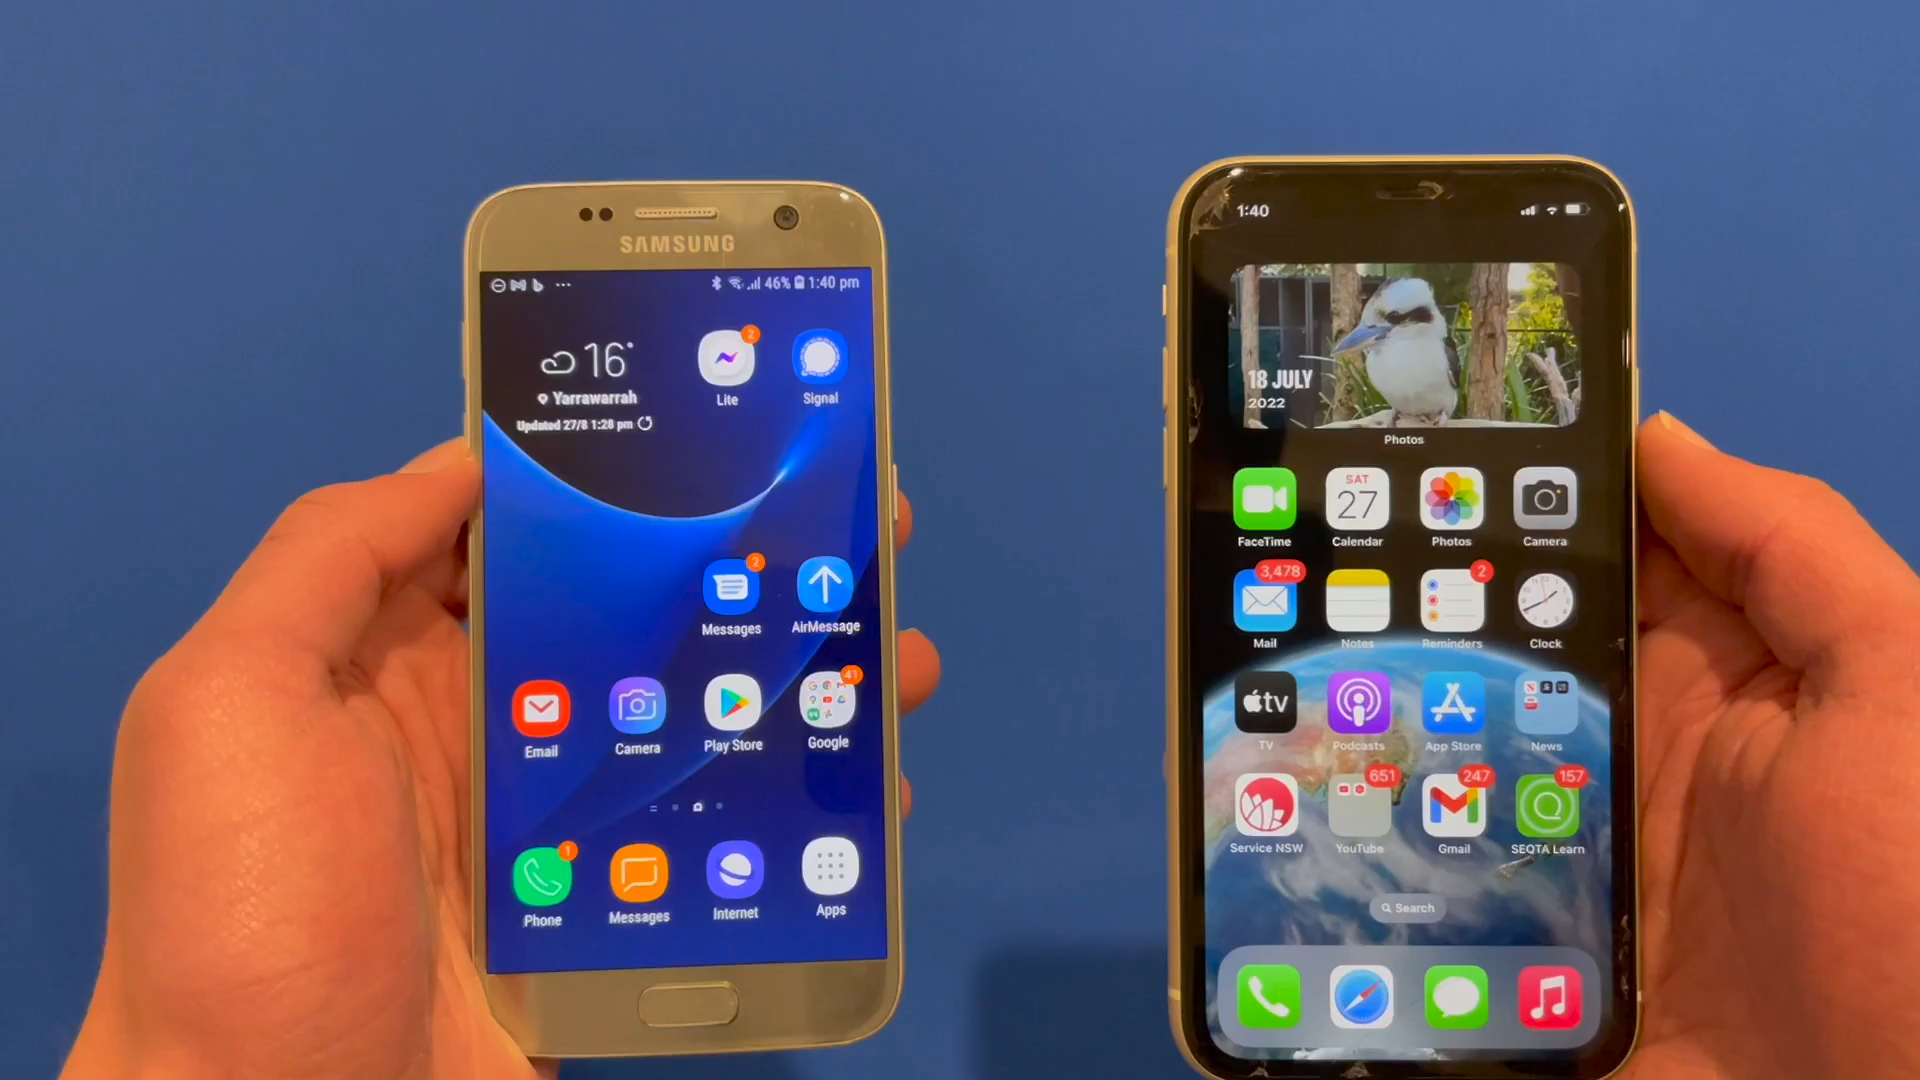 SAMSUNG
46% 1:40 pm
16°
Yarrawarrah
Updated 27/8 1:28 pm
2
Lite
Signal
2
Messages
AirMessage
41
Email
Camera
Play Store
Google
1
Phone
Messages
Internet
Apps
1:40
18 JULY
2022
Photos
SAT
27
FaceTime
Calendar
Photos
Camera
3,478
2
Mail
Notes
Reminders
Clock
tv
TV
Podcasts
App Store
News
651
247
157
Service NSW
YouTube
Gmail
SEQTA Learn
Search